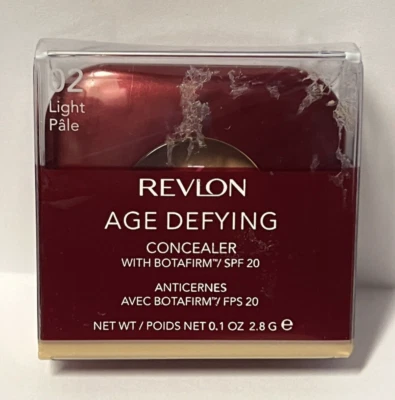 02
Light
Pâle
REVLON
AGE DEFYING
CONCEALER
WITH BOTAFIRM™/ SPF 20
ANTICERNES
AVEC BOTAFIRM™/ FPS 20
NET WT / POIDS NET 0.1 OZ 2.8 G ℮